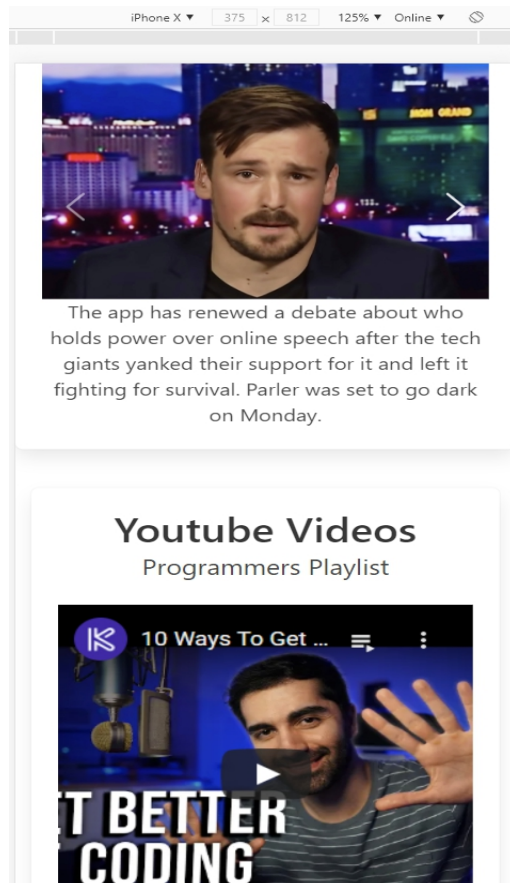 iPhone X ▼ 375 × 812 125% ▼ Online ▼
MGM GRAND
The app has renewed a debate about who
holds power over online speech after the tech
giants yanked their support for it and left it
fighting for survival. Parler was set to go dark
on Monday.
Youtube Videos
Programmers Playlist
K 10 Ways To Get ...
ET BETTER
CODING